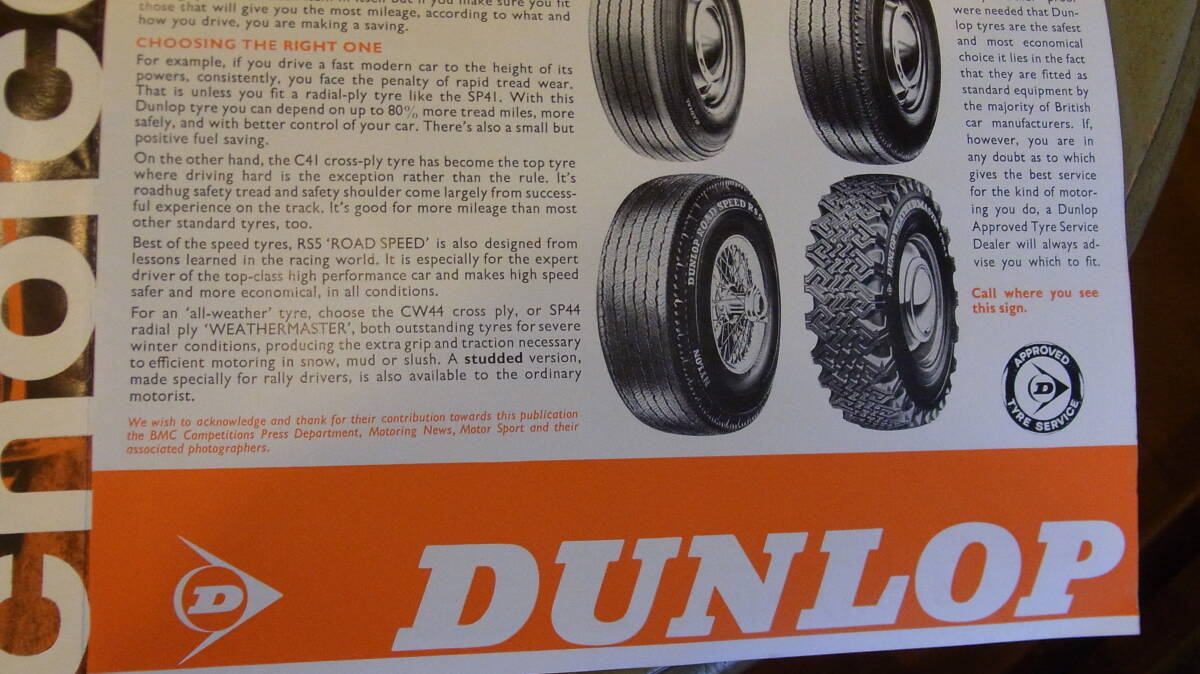 choice
those that will give you the most mileage, according to what and
how you drive, you are making a saving.
CHOOSING THE RIGHT ONE
For example, if you drive a fast modern car to the height of its
powers, consistently, you face the penalty of rapid tread wear.
That is unless you fit a radial-ply tyre like the SP41. With this
Dunlop tyre you can depend on up to 80% more tread miles, more
safely, and with better control of your car. There's also a small but
positive fuel saving.
On the other hand, the C41 cross-ply tyre has become the top tyre
where driving hard is the exception rather than the rule. It's
roadhug safety tread and safety shoulder come largely from success-
ful experience on the track. It's good for more mileage than most
other standard tyres, too.
Best of the speed tyres, RS5 'ROAD SPEED' is also designed from
lessons learned in the racing world. It is especially for the expert
driver of the top-class high performance car and makes high speed
safer and more economical, in all conditions.
For an 'all-weather' tyre, choose the CW44 cross ply, or SP44
radial ply 'WEATHERMASTER', both outstanding tyres for severe
winter conditions, producing the extra grip and traction necessary
to efficient motoring in snow, mud or slush. A studded version,
made specially for rally drivers, is also available to the ordinary
motorist.
We wish to acknowledge and thank for their contribution towards this publication
the BMC Competitions Press Department, Motoring News, Motor Sport and their
associated photographers.
DUNLOP ROAD SPEED RS5
NYLON
DUNLOP WEATHERMASTER
were needed that Dun-
lop tyres are the safest
and most economical
choice it lies in the fact
that they are fitted as
standard equipment by
the majority of British
car manufacturers. If,
however, you are in
any doubt as to which
gives the best service
for the kind of motor-
ing you do, a Dunlop
Approved Tyre Service
Dealer will always ad-
vise you which to fit.
Call where you see
this sign.
APPROVED
D
TYRE SERVICE
D
DUNLOP